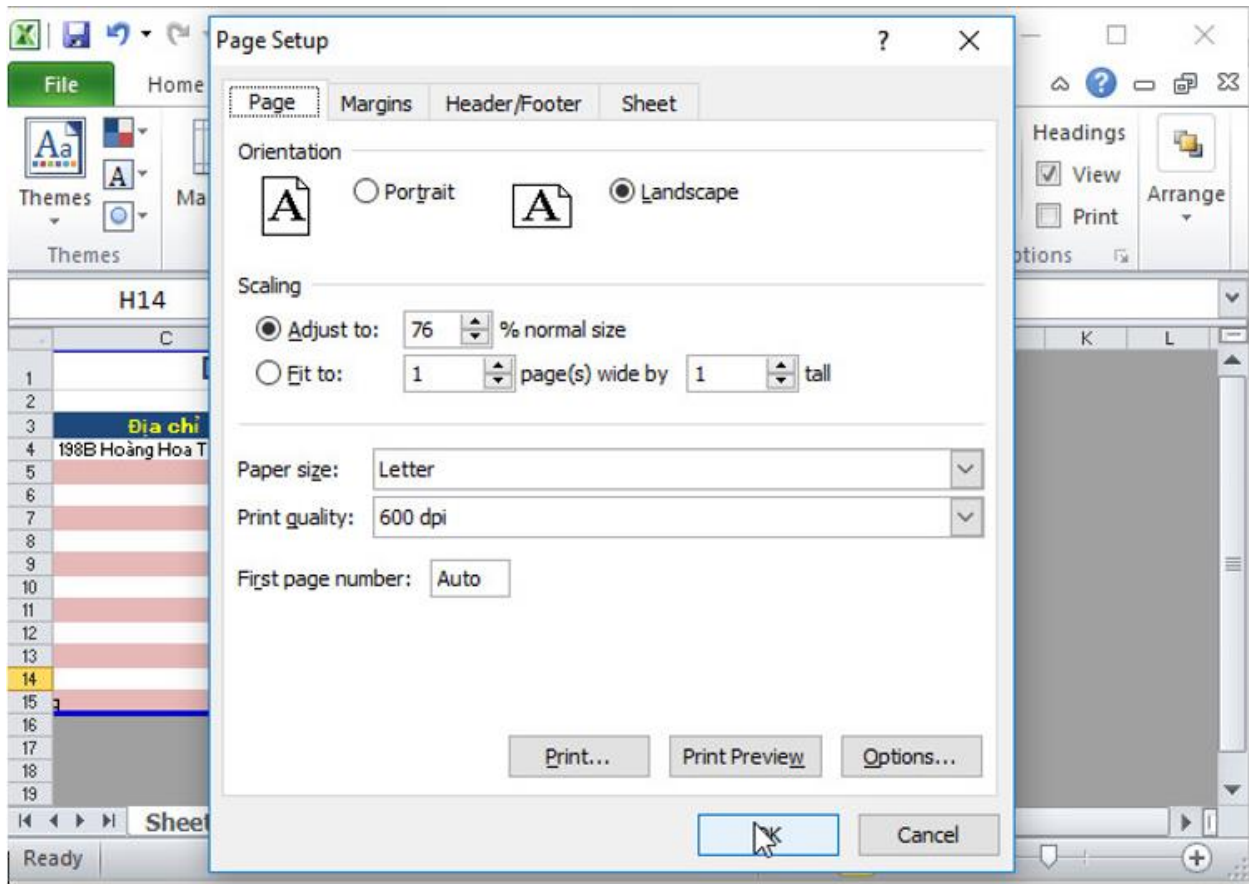 Page Setup
?
File
Home
Page
Margins
Header/Footer
Sheet
Headings
View
Print
Arrange
Aa
A
Themes
Themes
Orientation
A
Portrait
A
Landscape
H14
Scaling
Adjust to: 76 % normal size
Fit to: 1 page(s) wide by 1 tall
C
K
L
1
2
3 Địa chỉ
4 198B Hoàng Hoa T
5
6
7
8
9
10
11
12
13
14
15
16
17
18
19
Paper size: Letter
Print quality: 600 dpi
First page number: Auto
Print...
Print Preview
Options...
Sheet
Cancel
Ready